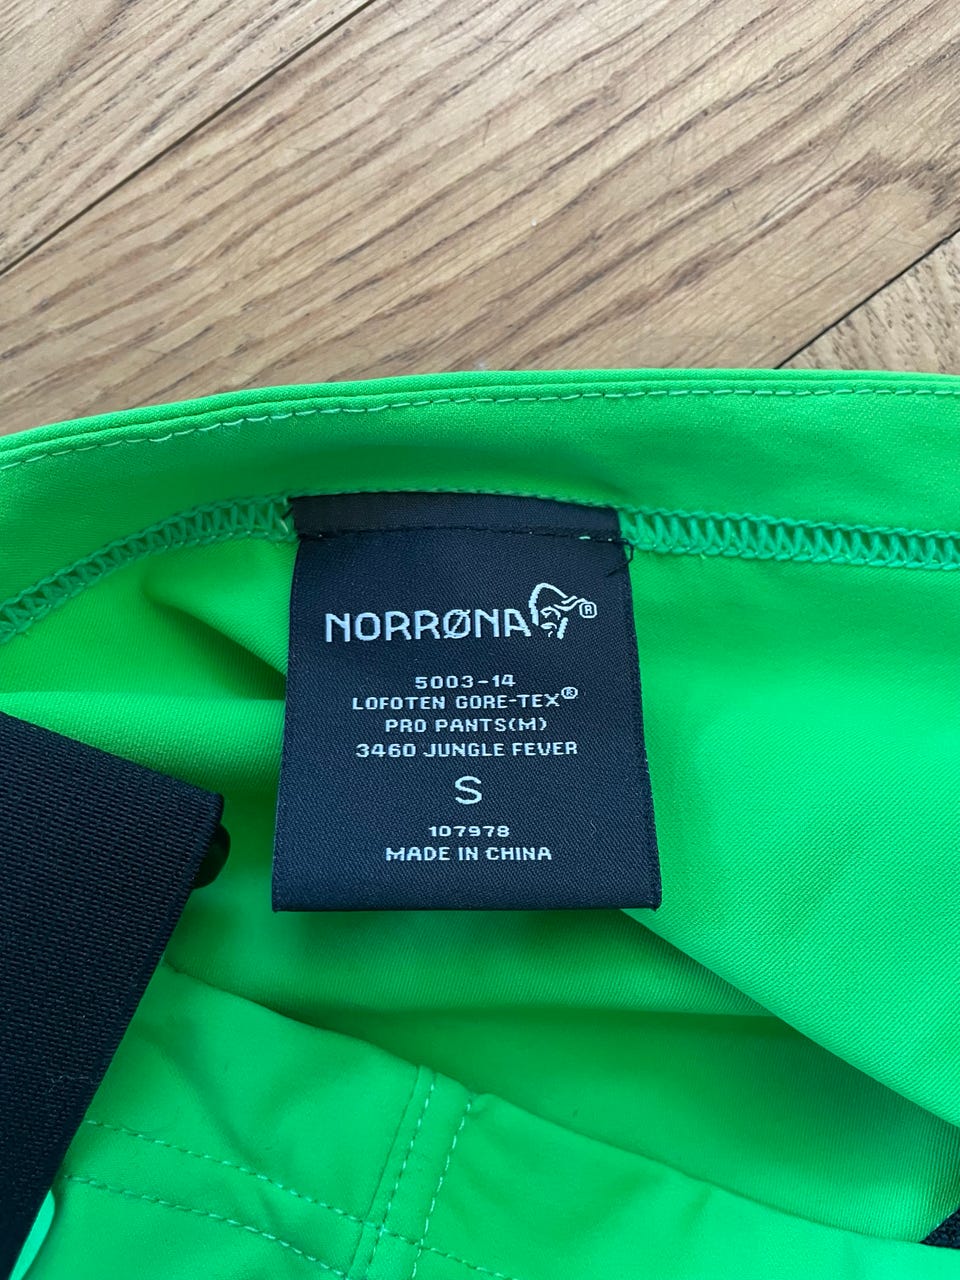 NORRØNA®
5003-14
LOFOTEN GORE-TEX®
PRO PANTS(M)
3460 JUNGLE FEVER
S
107978
MADE IN CHINA